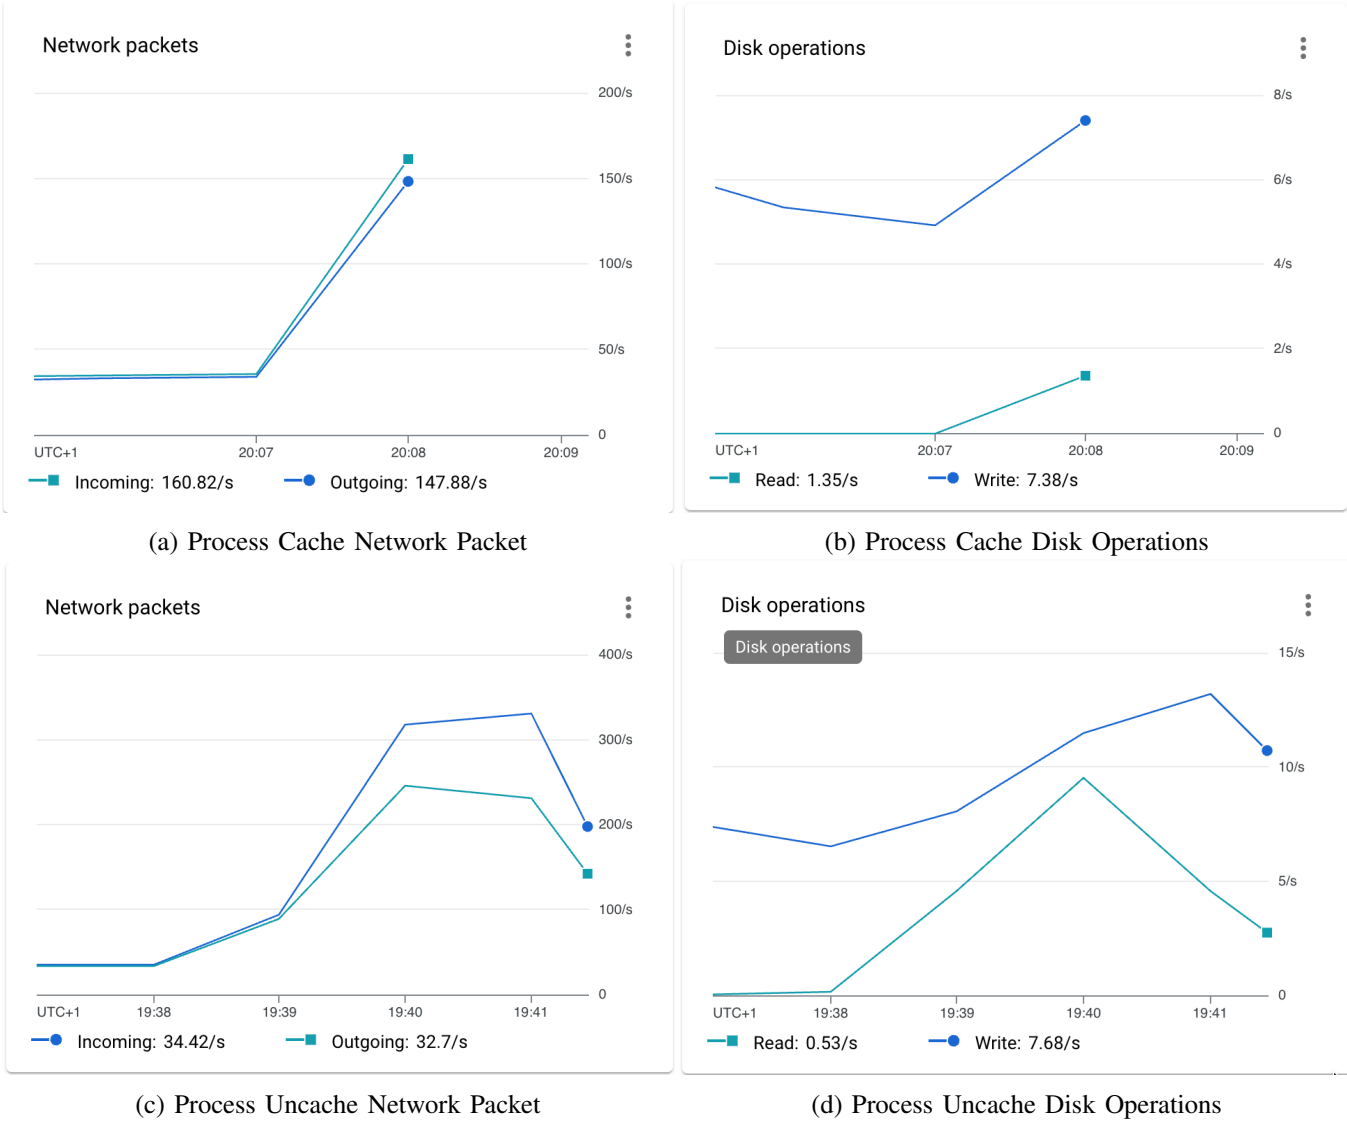 Network packets
200/s
150/s
100/s
50/s
0
UTC+1 20:07 20:08 20:09
Incoming: 160.82/s Outgoing: 147.88/s
(a) Process Cache Network Packet
Disk operations
8/s
6/s
4/s
2/s
0
UTC+1 20:07 20:08 20:09
Read: 1.35/s Write: 7.38/s
(b) Process Cache Disk Operations
Network packets
400/s
300/s
200/s
100/s
0
UTC+1 19:38 19:39 19:40 19:41
Incoming: 34.42/s Outgoing: 32.7/s
(c) Process Uncache Network Packet
Disk operations
Disk operations
15/s
10/s
5/s
0
UTC+1 19:38 19:39 19:40 19:41
Read: 0.53/s Write: 7.68/s
(d) Process Uncache Disk Operations